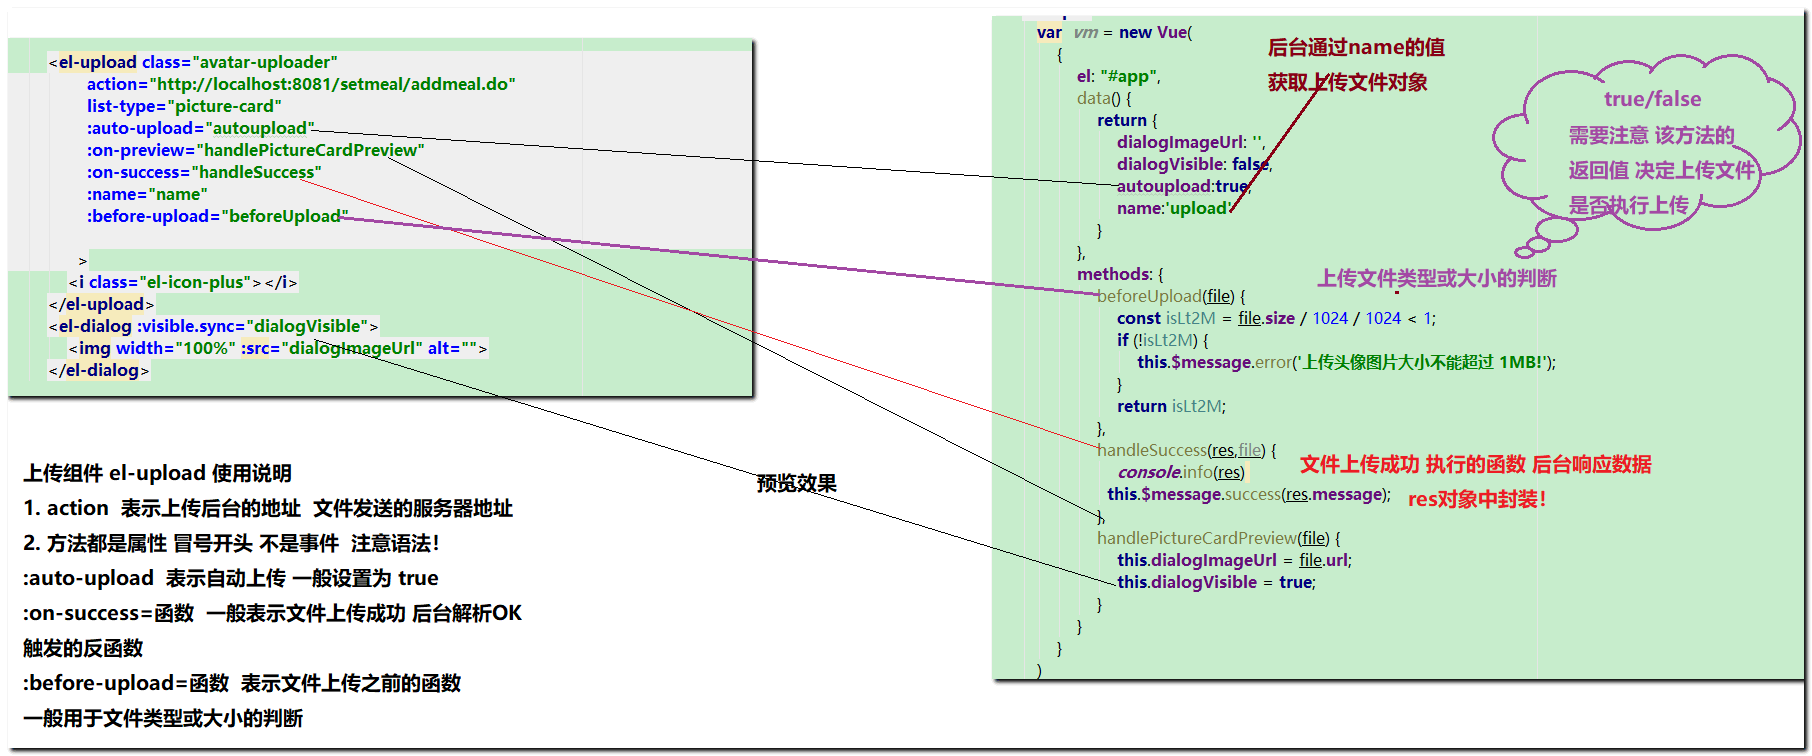 <el-upload class="avatar-uploader"
action="http://localhost:8081/setmeal/addmeal.do"
list-type="picture-card"
:auto-upload="autoupload"
:on-preview="handlePictureCardPreview"
:on-success="handleSuccess"
:name="name"
:before-upload="beforeUpload"
>
<i class="el-icon-plus"></i>
</el-upload>
<el-dialog :visible.sync="dialogVisible">
<img width="100%" :src="dialogImageUrl" alt="">
</el-dialog>
上传组件 el-upload 使用说明
1. action 表示上传后台的地址 文件发送的服务器地址
2. 方法都是属性 冒号开头 不是事件 注意语法！
:auto-upload 表示自动上传 一般设置为 true
:on-success=函数 一般表示文件上传成功 后台解析OK
触发的反函数
:before-upload=函数 表示文件上传之前的函数
一般用于文件类型或大小的判断
预览效果
var vm = new Vue(
{
el: "#app",
data() {
return {
dialogImageUrl: '',
dialogVisible: false,
autoupload:true,
name:'upload'
}
},
methods: {
beforeUpload(file) {
const isLt2M = file.size / 1024 / 1024 < 1;
if (!isLt2M) {
this.$message.error('上传头像图片大小不能超过 1MB!');
}
return isLt2M;
},
handleSuccess(res,file) {
console.info(res)
this.$message.success(res.message);
},
handlePictureCardPreview(file) {
this.dialogImageUrl = file.url;
this.dialogVisible = true;
}
}
}
)
后台通过name的值
获取上传文件对象
true/false
需要注意 该方法的
返回值 决定上传文件
是否执行上传
上传文件类型或大小的判断
文件上传成功 执行的函数 后台响应数据
res对象中封装！